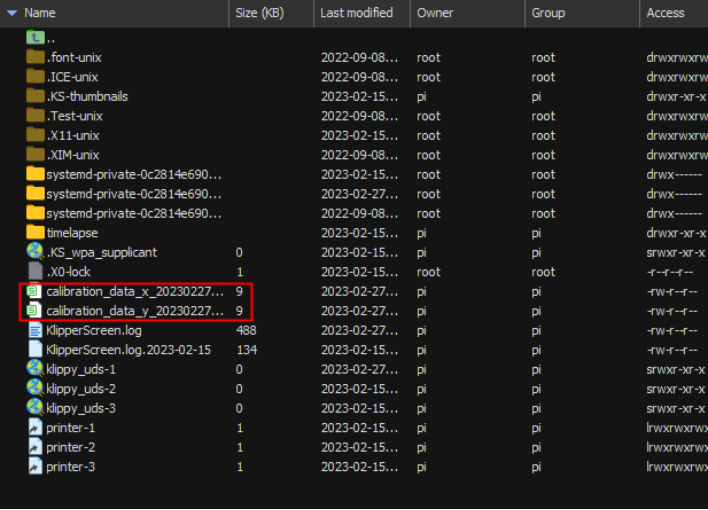 Name Size (KB) Last modified Owner Group Access
..
.font-unix 2022-09-08... root root drwxrwxrw
.ICE-unix 2022-09-08... root root drwxrwxrw
.KS-thumbnails 2023-02-15... pi pi drwxr-xr-x
.Test-unix 2023-02-15... root root drwxrwxrw
.X11-unix 2023-02-15... root root drwxrwxrw
.XIM-unix 2022-09-08... root root drwxrwxrw
systemd-private-0c2814e690... 2023-02-15... root root drwx------
systemd-private-0c2814e690... 2023-02-27... root root drwx------
systemd-private-0c2814e690... 2022-09-08... root root drwx------
timelapse 2023-02-15... pi pi drwxr-xr-x
.KS_wpa_supplicant 0 2023-02-15... pi pi srwxr-xr-x
.X0-lock 1 2023-02-15... root root -r--r--r--
calibration_data_x_20230227... 9 2023-02-27... pi pi -rw-r--r--
calibration_data_y_20230227... 9 2023-02-27... pi pi -rw-r--r--
KlipperScreen.log 488 2023-02-27... pi pi -rw-r--r--
KlipperScreen.log.2023-02-15 134 2023-02-15... pi pi -rw-r--r--
klippy_uds-1 0 2023-02-27... pi pi srwxr-xr-x
klippy_uds-2 0 2023-02-15... pi pi srwxr-xr-x
klippy_uds-3 0 2023-02-15... pi pi srwxr-xr-x
printer-1 1 2023-02-15... pi pi lrwxrwxrwx
printer-2 1 2023-02-15... pi pi lrwxrwxrwx
printer-3 1 2023-02-15... pi pi lrwxrwxrwx